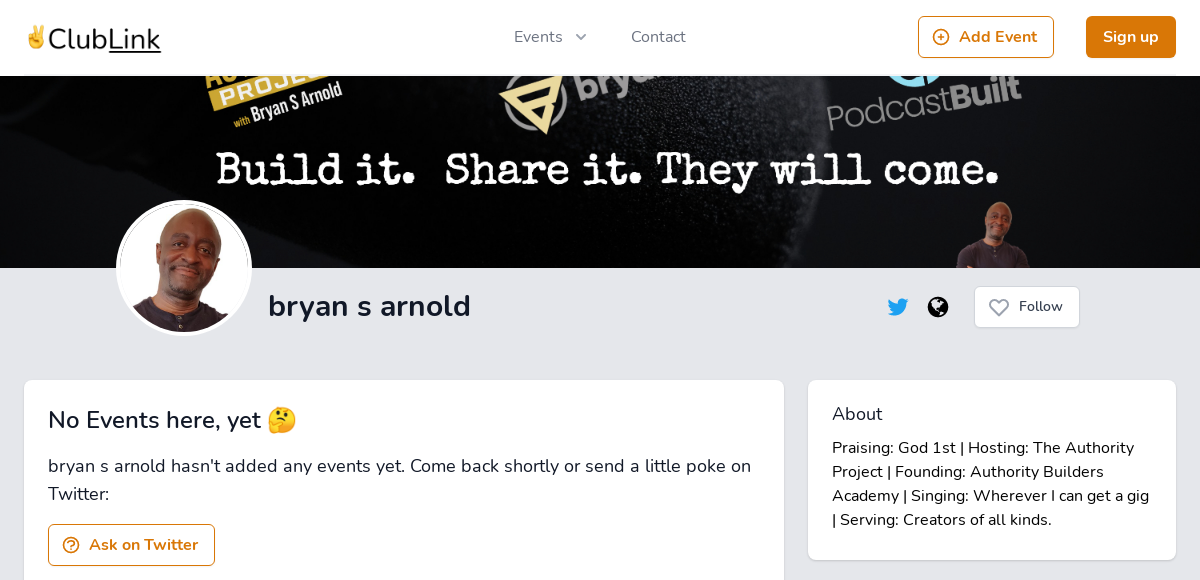 ClubLink
Events
Contact
Add Event
Sign up
PROJECT
with Bryan S Arnold
PodcastBuilt
Build it. Share it. They will come.
bryan s arnold
Follow
No Events here, yet 🤔
bryan s arnold hasn't added any events yet. Come back shortly or send a little poke on
Twitter:
Ask on Twitter
About
Praising: God 1st | Hosting: The Authority
Project | Founding: Authority Builders
Academy | Singing: Wherever I can get a gig
| Serving: Creators of all kinds.